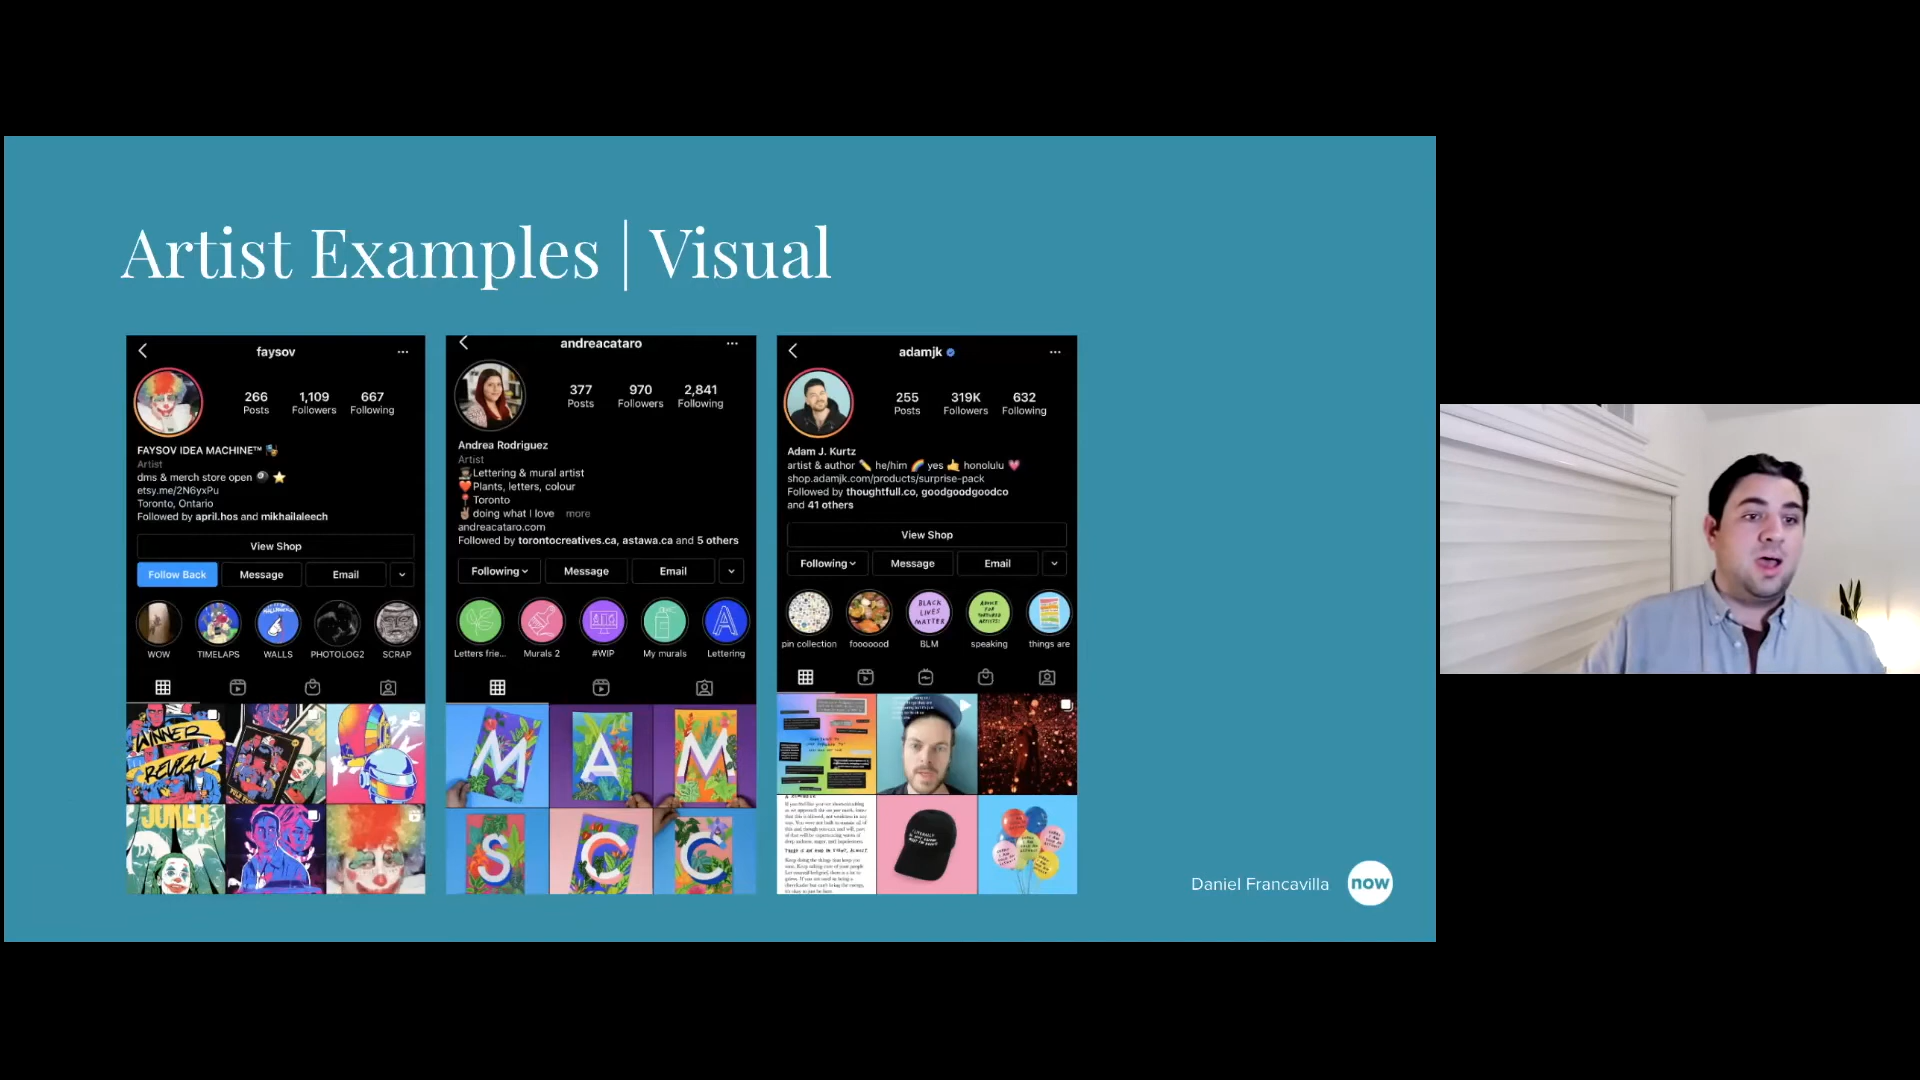 Artist Examples | Visual
faysov
266 1,109 667
Posts Followers Following
FAYSOV IDEA MACHINE™
Artist
dms & merch store open
etsy.me/2N6yxPu
Toronto, Ontario
Followed by april.hos and mikhailaleech
View Shop
Follow Back Message Email
WOW TIMELAPS WALLS PHOTOLOG2 SCRAP
WINNER
REVEAL
JOKER
andreacataro
377 970 2,841
Posts Followers Following
Andrea Rodriguez
Artist
Lettering & mural artist
Plants, letters, colour
Toronto
doing what I love more
andreacataro.com
Followed by torontocreatives.ca, astawa.ca and 5 others
Following Message Email
A
Letters frie... Murals 2 #WIP My murals Lettering
M A M
S C C
adamjk
255 319K 632
Posts Followers Following
Adam J. Kurtz
artist & author he/him yes honolulu
shop.adamjk.com/products/surprise-pack
Followed by thoughtfull.co, goodgoodgoodco
and 41 others
View Shop
Following Message Email
BLACK
LIVES
MATTER
pin collection fooooood BLM speaking things are
Daniel Francavilla
now